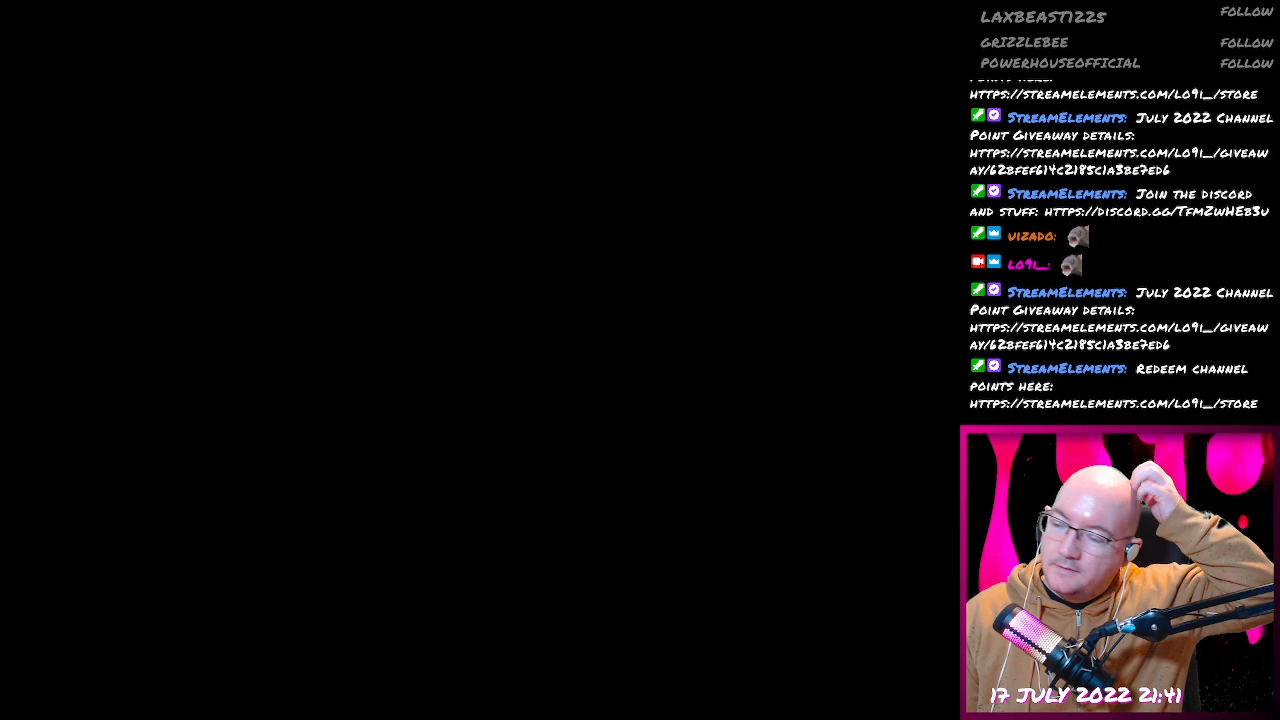 LAXBEAST1225 FOLLOW
GRIZZLEBEE FOLLOW
POWERHOUSEOFFICIAL FOLLOW
HTTPS://STREAMELEMENTS.COM/LO9I_/STORE
STREAMELEMENTS: JULY 2022 CHANNEL
POINT GIVEAWAY DETAILS:
HTTPS://STREAMELEMENTS.COM/LO9I_/GIVEAW
AY/628FEF614C2185C1A3BE7ED6
STREAMELEMENTS: JOIN THE DISCORD
AND STUFF: HTTPS://DISCORD.GG/TFMZWHE83U
VIZADO:
LO9I_:
STREAMELEMENTS: JULY 2022 CHANNEL
POINT GIVEAWAY DETAILS:
HTTPS://STREAMELEMENTS.COM/LO9I_/GIVEAW
AY/628FEF614C2185C1A3BE7ED6
STREAMELEMENTS: REDEEM CHANNEL
POINTS HERE:
HTTPS://STREAMELEMENTS.COM/LO9I_/STORE
17 JULY 2022 21:41